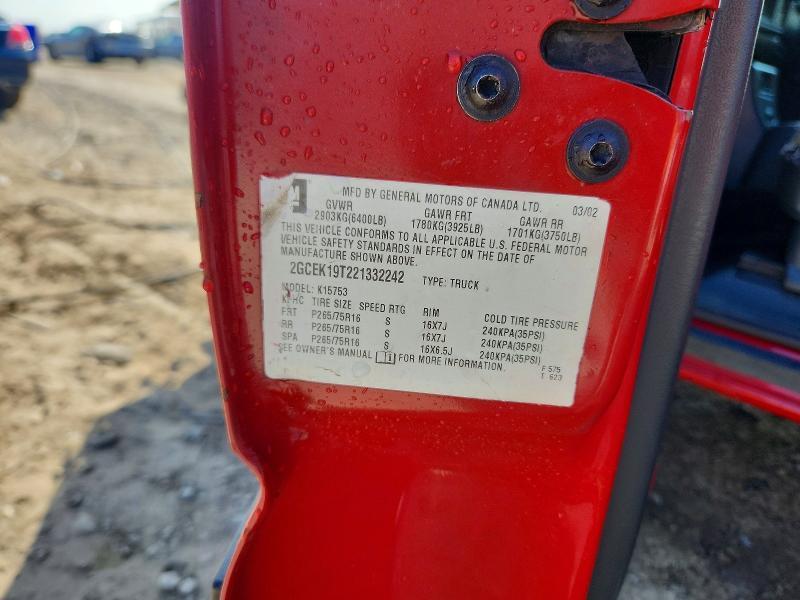 MFD BY GENERAL MOTORS OF CANADA LTD. 03/02
GVWR GAWR FRT GAWR RR
2903KG(6400LB) 1780KG(3925LB) 1701KG(3750LB)
THIS VEHICLE CONFORMS TO ALL APPLICABLE U.S. FEDERAL MOTOR
VEHICLE SAFETY STANDARDS IN EFFECT ON THE DATE OF
MANUFACTURE SHOWN ABOVE.
2GCEK19T221332242 TYPE: TRUCK
MODEL: K15753
TIRE SIZE SPEED RTG RIM COLD TIRE PRESSURE
FRT P265/75R16 S 16X7J 240KPA(35PSI)
RR P265/75R16 S 16X7J 240KPA(35PSI)
SPA P265/75R16 S 16X6.5J 240KPA(35PSI)
SEE OWNER'S MANUAL FOR MORE INFORMATION.
F 575
T 623